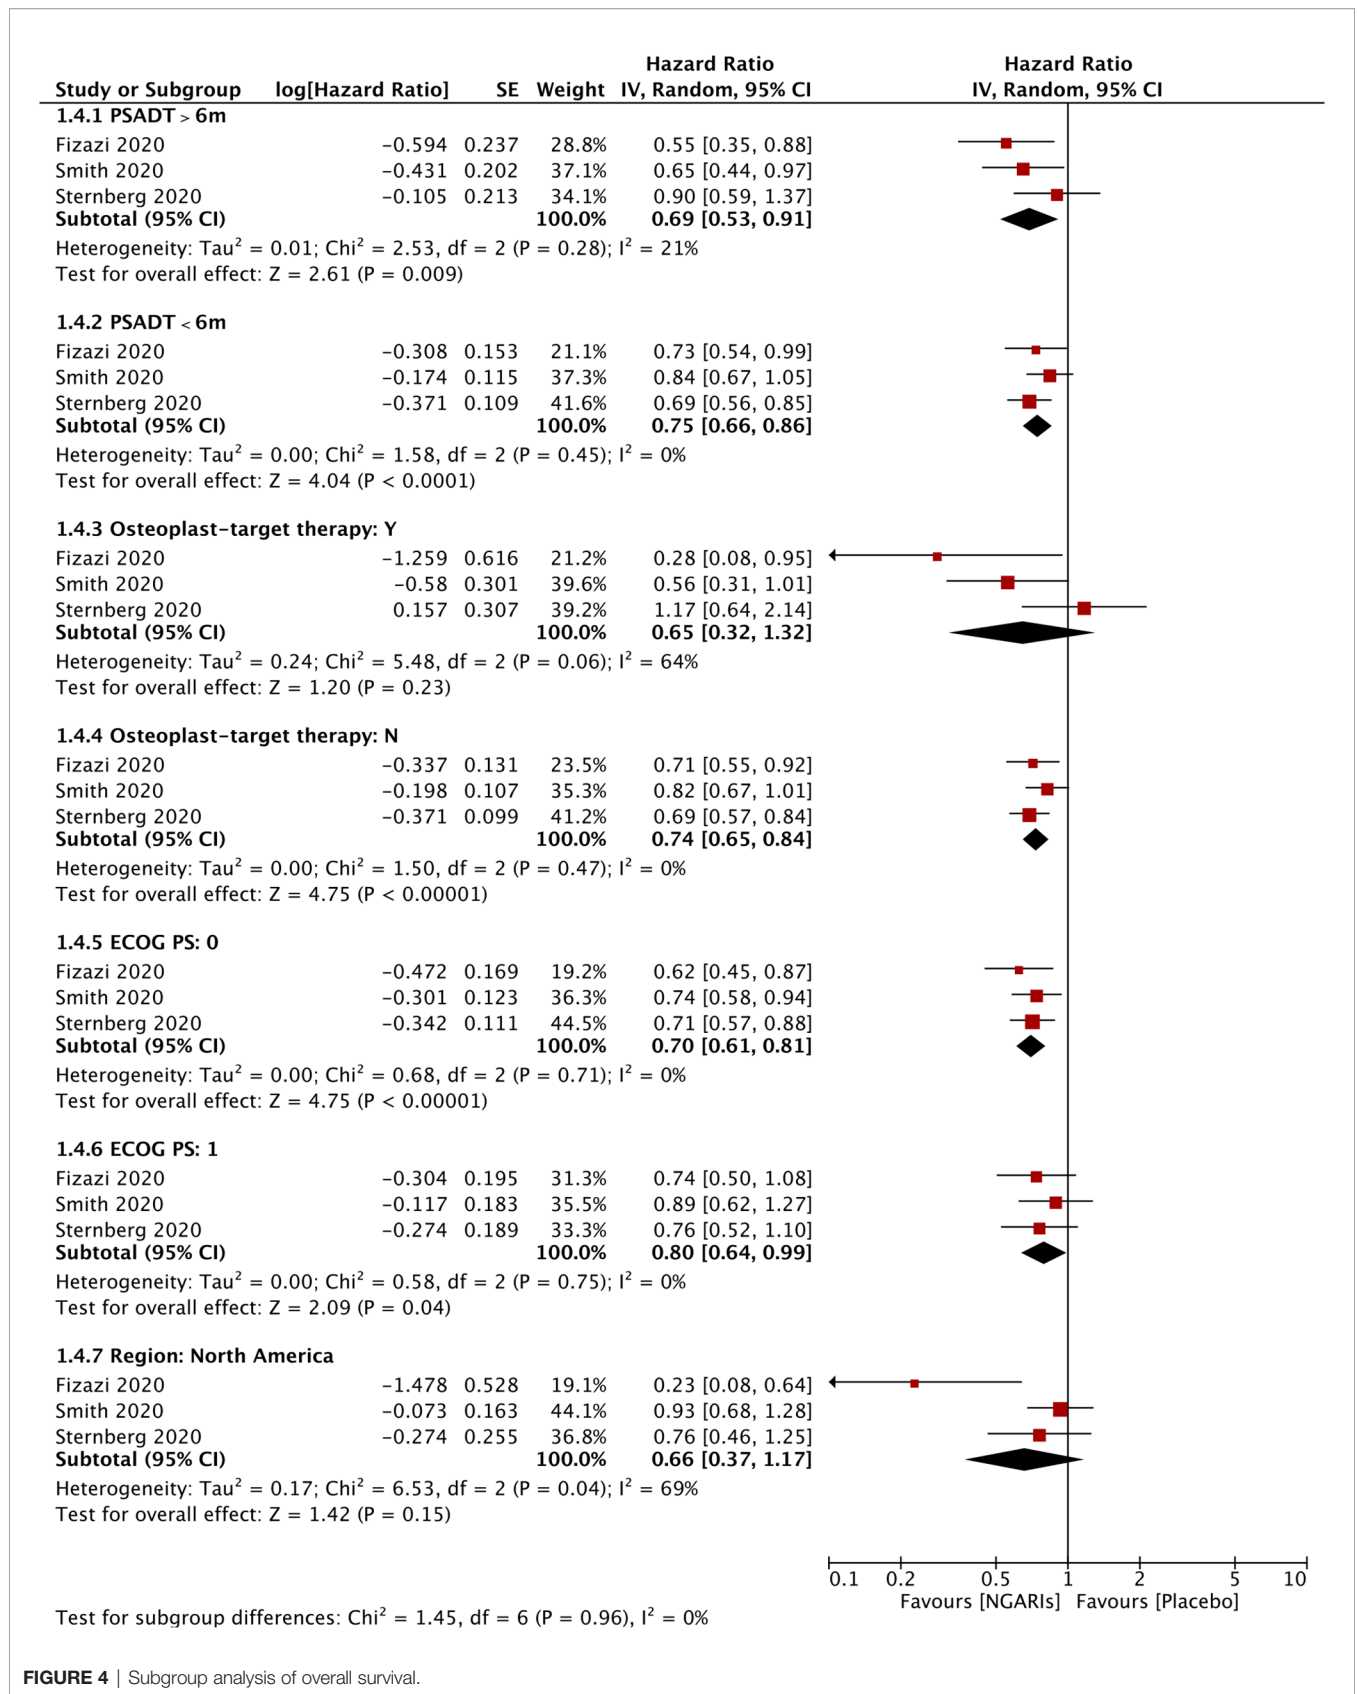 Hazard Ratio Hazard Ratio
Study or Subgroup log[Hazard Ratio] SE Weight IV, Random, 95% CI IV, Random, 95% CI
1.4.1 PSADT > 6m
Fizazi 2020 −0.594 0.237 28.8% 0.55 [0.35, 0.88]
Smith 2020 −0.431 0.202 37.1% 0.65 [0.44, 0.97]
Sternberg 2020 −0.105 0.213 34.1% 0.90 [0.59, 1.37]
Subtotal (95% CI) 100.0% 0.69 [0.53, 0.91]
Heterogeneity: Tau² = 0.01; Chi² = 2.53, df = 2 (P = 0.28); I² = 21%
Test for overall effect: Z = 2.61 (P = 0.009)
1.4.2 PSADT < 6m
Fizazi 2020 −0.308 0.153 21.1% 0.73 [0.54, 0.99]
Smith 2020 −0.174 0.115 37.3% 0.84 [0.67, 1.05]
Sternberg 2020 −0.371 0.109 41.6% 0.69 [0.56, 0.85]
Subtotal (95% CI) 100.0% 0.75 [0.66, 0.86]
Heterogeneity: Tau² = 0.00; Chi² = 1.58, df = 2 (P = 0.45); I² = 0%
Test for overall effect: Z = 4.04 (P < 0.0001)
1.4.3 Osteoplast−target therapy: Y
Fizazi 2020 −1.259 0.616 21.2% 0.28 [0.08, 0.95]
Smith 2020 −0.58 0.301 39.6% 0.56 [0.31, 1.01]
Sternberg 2020 0.157 0.307 39.2% 1.17 [0.64, 2.14]
Subtotal (95% CI) 100.0% 0.65 [0.32, 1.32]
Heterogeneity: Tau² = 0.24; Chi² = 5.48, df = 2 (P = 0.06); I² = 64%
Test for overall effect: Z = 1.20 (P = 0.23)
1.4.4 Osteoplast−target therapy: N
Fizazi 2020 −0.337 0.131 23.5% 0.71 [0.55, 0.92]
Smith 2020 −0.198 0.107 35.3% 0.82 [0.67, 1.01]
Sternberg 2020 −0.371 0.099 41.2% 0.69 [0.57, 0.84]
Subtotal (95% CI) 100.0% 0.74 [0.65, 0.84]
Heterogeneity: Tau² = 0.00; Chi² = 1.50, df = 2 (P = 0.47); I² = 0%
Test for overall effect: Z = 4.75 (P < 0.00001)
1.4.5 ECOG PS: 0
Fizazi 2020 −0.472 0.169 19.2% 0.62 [0.45, 0.87]
Smith 2020 −0.301 0.123 36.3% 0.74 [0.58, 0.94]
Sternberg 2020 −0.342 0.111 44.5% 0.71 [0.57, 0.88]
Subtotal (95% CI) 100.0% 0.70 [0.61, 0.81]
Heterogeneity: Tau² = 0.00; Chi² = 0.68, df = 2 (P = 0.71); I² = 0%
Test for overall effect: Z = 4.75 (P < 0.00001)
1.4.6 ECOG PS: 1
Fizazi 2020 −0.304 0.195 31.3% 0.74 [0.50, 1.08]
Smith 2020 −0.117 0.183 35.5% 0.89 [0.62, 1.27]
Sternberg 2020 −0.274 0.189 33.3% 0.76 [0.52, 1.10]
Subtotal (95% CI) 100.0% 0.80 [0.64, 0.99]
Heterogeneity: Tau² = 0.00; Chi² = 0.58, df = 2 (P = 0.75); I² = 0%
Test for overall effect: Z = 2.09 (P = 0.04)
1.4.7 Region: North America
Fizazi 2020 −1.478 0.528 19.1% 0.23 [0.08, 0.64]
Smith 2020 −0.073 0.163 44.1% 0.93 [0.68, 1.28]
Sternberg 2020 −0.274 0.255 36.8% 0.76 [0.46, 1.25]
Subtotal (95% CI) 100.0% 0.66 [0.37, 1.17]
Heterogeneity: Tau² = 0.17; Chi² = 6.53, df = 2 (P = 0.04); I² = 69%
Test for overall effect: Z = 1.42 (P = 0.15)
0.1 0.2 0.5 1 2 5 10
Favours [NGARIs] Favours [Placebo]
Test for subgroup differences: Chi² = 1.45, df = 6 (P = 0.96), I² = 0%
FIGURE 4 | Subgroup analysis of overall survival.